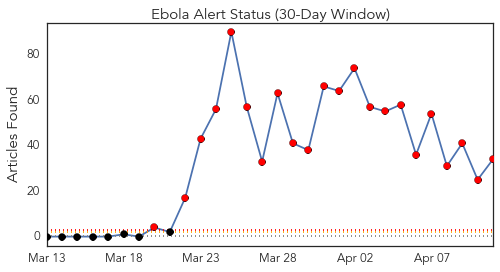 Ebola Alert Status (30-Day Window)
Articles Found
80
60
40
20
0
Mar 13 Mar 18 Mar 23 Mar 28 Apr 02 Apr 07